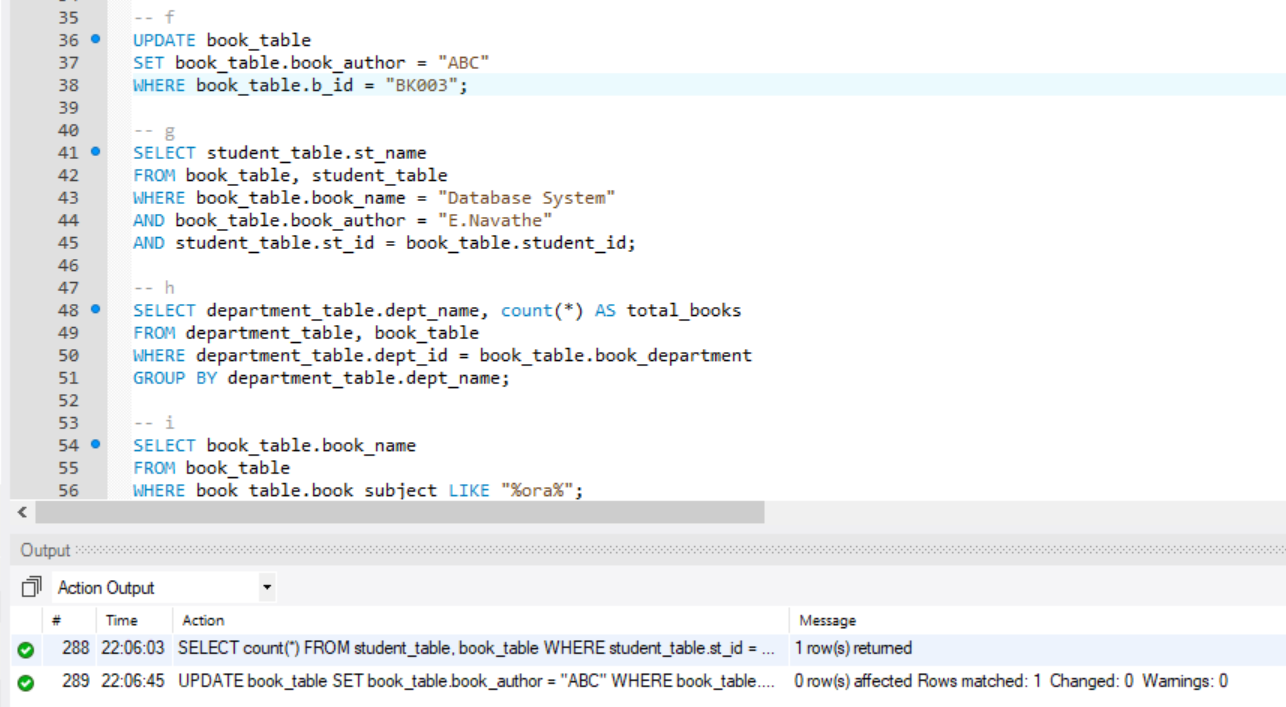 35 -- f
36 UPDATE book_table
37 SET book_table.book_author = "ABC"
38 WHERE book_table.b_id = "BK003";
39
40 -- g
41 SELECT student_table.st_name
42 FROM book_table, student_table
43 WHERE book_table.book_name = "Database System"
44 AND book_table.book_author = "E.Navathe"
45 AND student_table.st_id = book_table.student_id;
46
47 -- h
48 SELECT department_table.dept_name, count(*) AS total_books
49 FROM department_table, book_table
50 WHERE department_table.dept_id = book_table.book_department
51 GROUP BY department_table.dept_name;
52
53 -- i
54 SELECT book_table.book_name
55 FROM book_table
56 WHERE book_table.book_subject LIKE "%ora%";
Output
Action Output
# Time Action Message
288 22:06:03 SELECT count(*) FROM student_table, book_table WHERE student_table.st_id = ... 1 row(s) returned
289 22:06:45 UPDATE book_table SET book_table.book_author = "ABC" WHERE book_table.... 0 row(s) affected Rows matched: 1 Changed: 0 Warnings: 0